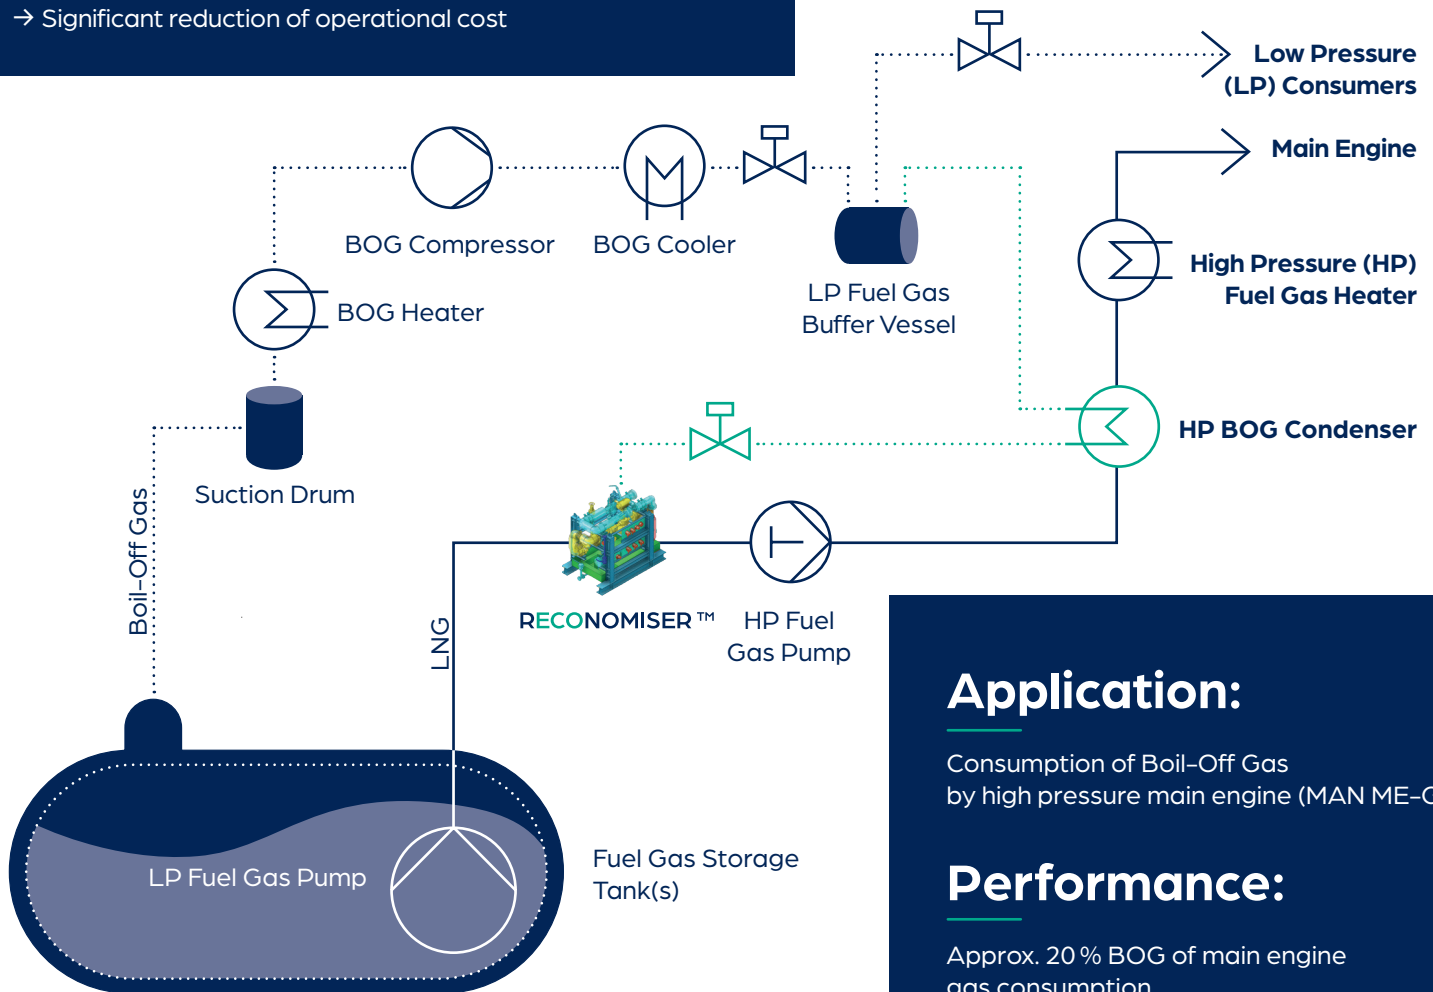 → Significant reduction of operational cost
Low Pressure
(LP) Consumers
Main Engine
BOG Compressor
BOG Cooler
High Pressure (HP)
Fuel Gas Heater
LP Fuel Gas
Buffer Vessel
BOG Heater
HP BOG Condenser
Suction Drum
Boil-Off Gas
LNG
RECONOMISER™
HP Fuel
Gas Pump
LP Fuel Gas Pump
Fuel Gas Storage
Tank(s)
Application:
Consumption of Boil-Off Gas
by high pressure main engine (MAN ME-G
Performance:
Approx. 20 % BOG of main engine
gas consumption